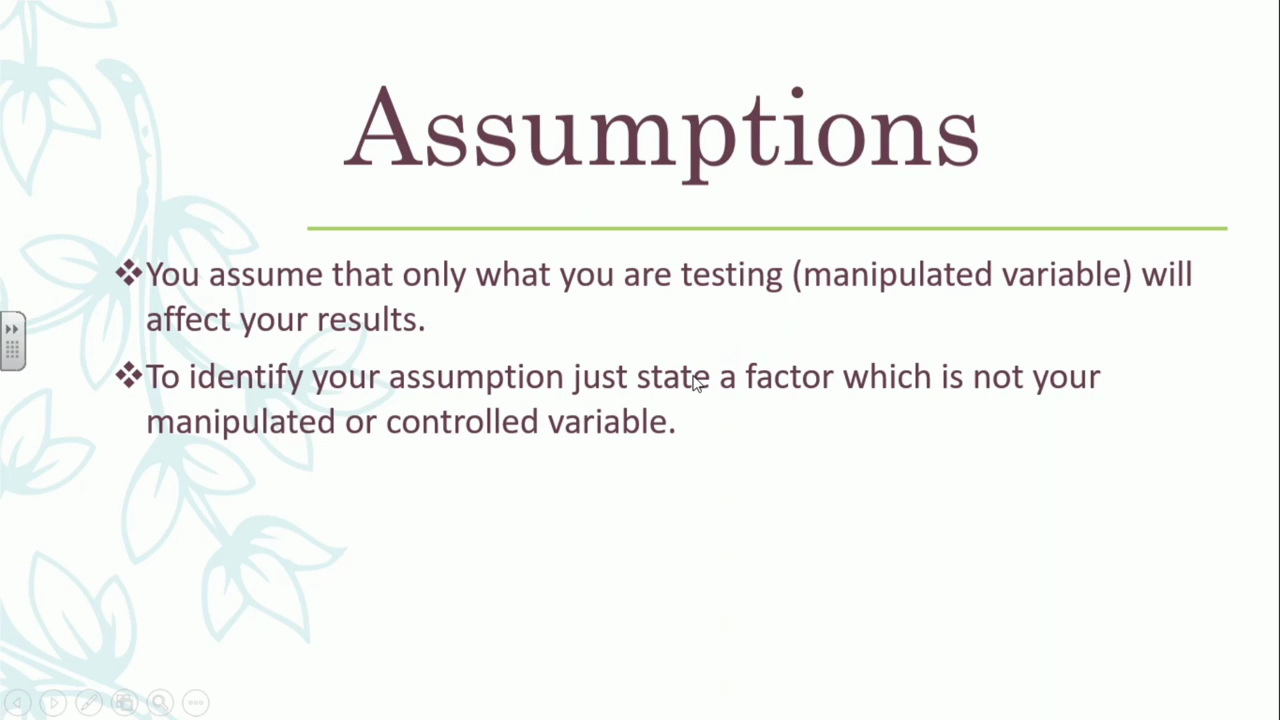 Assumptions
❖You assume that only what you are testing (manipulated variable) will
affect your results.
❖To identify your assumption just state a factor which is not your
manipulated or controlled variable.